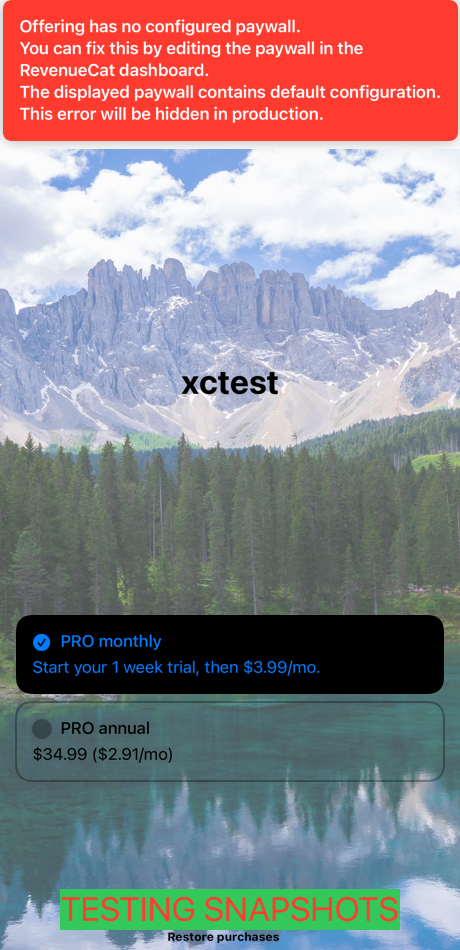 Offering has no configured paywall.
You can fix this by editing the paywall in the
RevenueCat dashboard.
The displayed paywall contains default configuration.
This error will be hidden in production.
xctest
PRO monthly
Start your 1 week trial, then $3.99/mo.
PRO annual
$34.99 ($2.91/mo)
TESTING SNAPSHOTS
Restore purchases